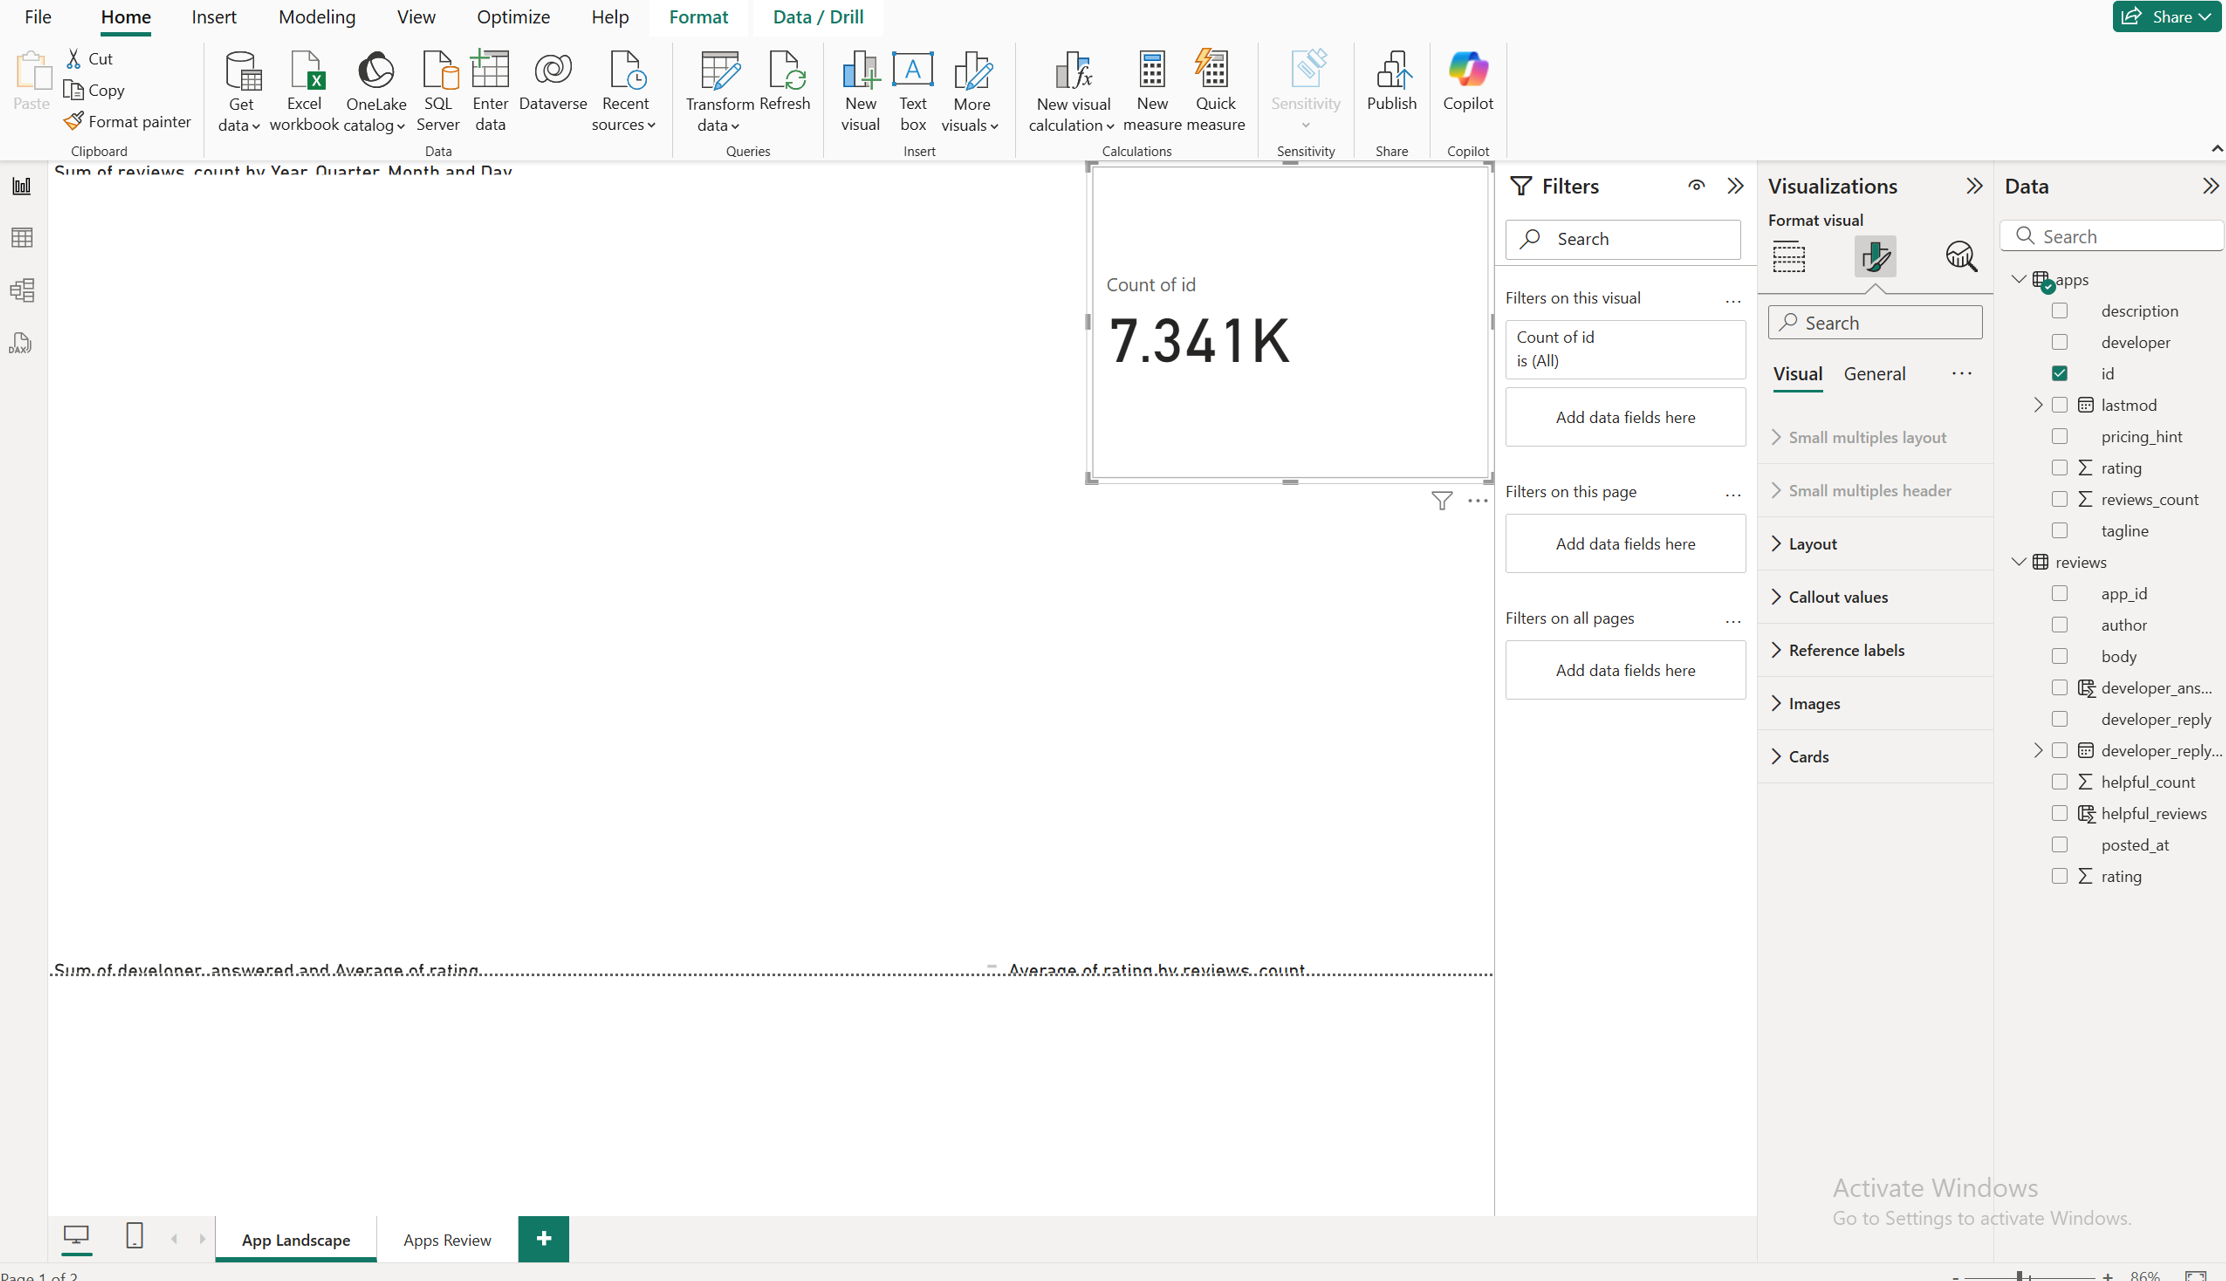 File Home Insert Modeling View Optimize Help Format Data / Drill Share
Paste
Cut
Copy
Format painter
Clipboard
Get data
Excel workbook
OneLake catalog
SQL Server
Enter data
Dataverse
Recent sources
Data
Transform data
Refresh
Queries
New visual
Text box
More visuals
Insert
New visual calculation
New measure
Quick measure
Calculations
Sensitivity
Sensitivity
Publish
Share
Copilot
Copilot
DAX
Sum of reviews_count by Year, Quarter, Month and Day
Count of id
7.341K
Sum of developer_answered and Average of rating
Average of rating by reviews_count
Filters
Search
Filters on this visual ...
Count of id
is (All)
Add data fields here
Filters on this page ...
Add data fields here
Filters on all pages ...
Add data fields here
Visualizations
Format visual
Search
Visual General ...
Small multiples layout
Small multiples header
Layout
Callout values
Reference labels
Images
Cards
Data
Search
apps
description
developer
id
lastmod
pricing_hint
Σ rating
Σ reviews_count
tagline
reviews
app_id
author
body
developer_ans...
developer_reply
developer_reply...
Σ helpful_count
helpful_reviews
posted_at
Σ rating
Activate Windows
Go to Settings to activate Windows.
App Landscape Apps Review +
Page 1 of 2
- + 86%